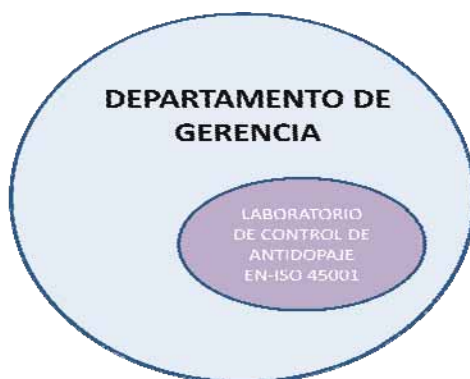 DEPARTAMENTO DE
GERENCIA
LABORATORIO
DE CONTROL DE
ANTIDOPAJE
EN-ISO 45001